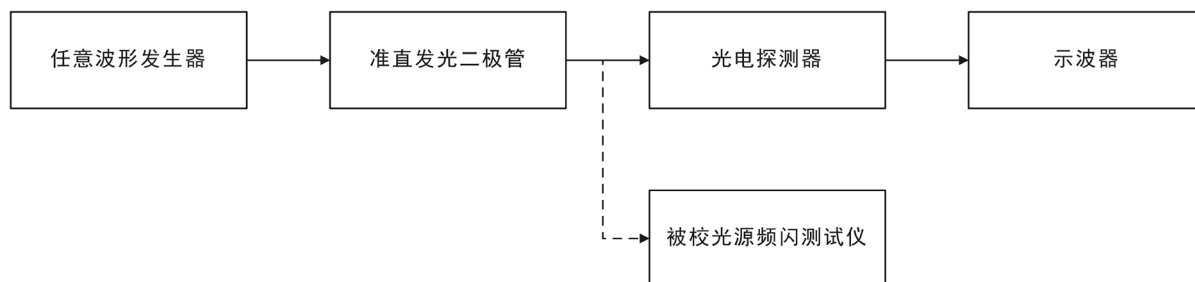 任意波形发生器
准直发光二极管
光电探测器
示波器
被校光源频闪测试仪